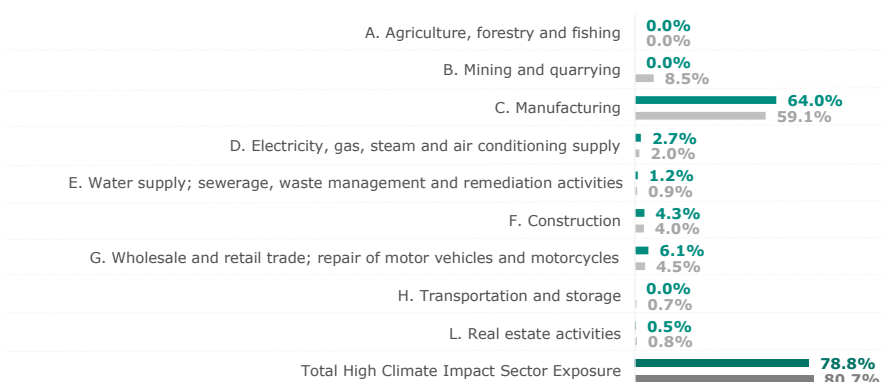 A. Agriculture, forestry and fishing 0.0%
0.0%
B. Mining and quarrying 0.0%
8.5%
C. Manufacturing 64.0%
59.1%
D. Electricity, gas, steam and air conditioning supply 2.7%
2.0%
E. Water supply; sewerage, waste management and remediation activities 1.2%
0.9%
F. Construction 4.3%
4.0%
G. Wholesale and retail trade; repair of motor vehicles and motorcycles 6.1%
4.5%
H. Transportation and storage 0.0%
0.7%
L. Real estate activities 0.5%
0.8%
Total High Climate Impact Sector Exposure 78.8%
80.7%